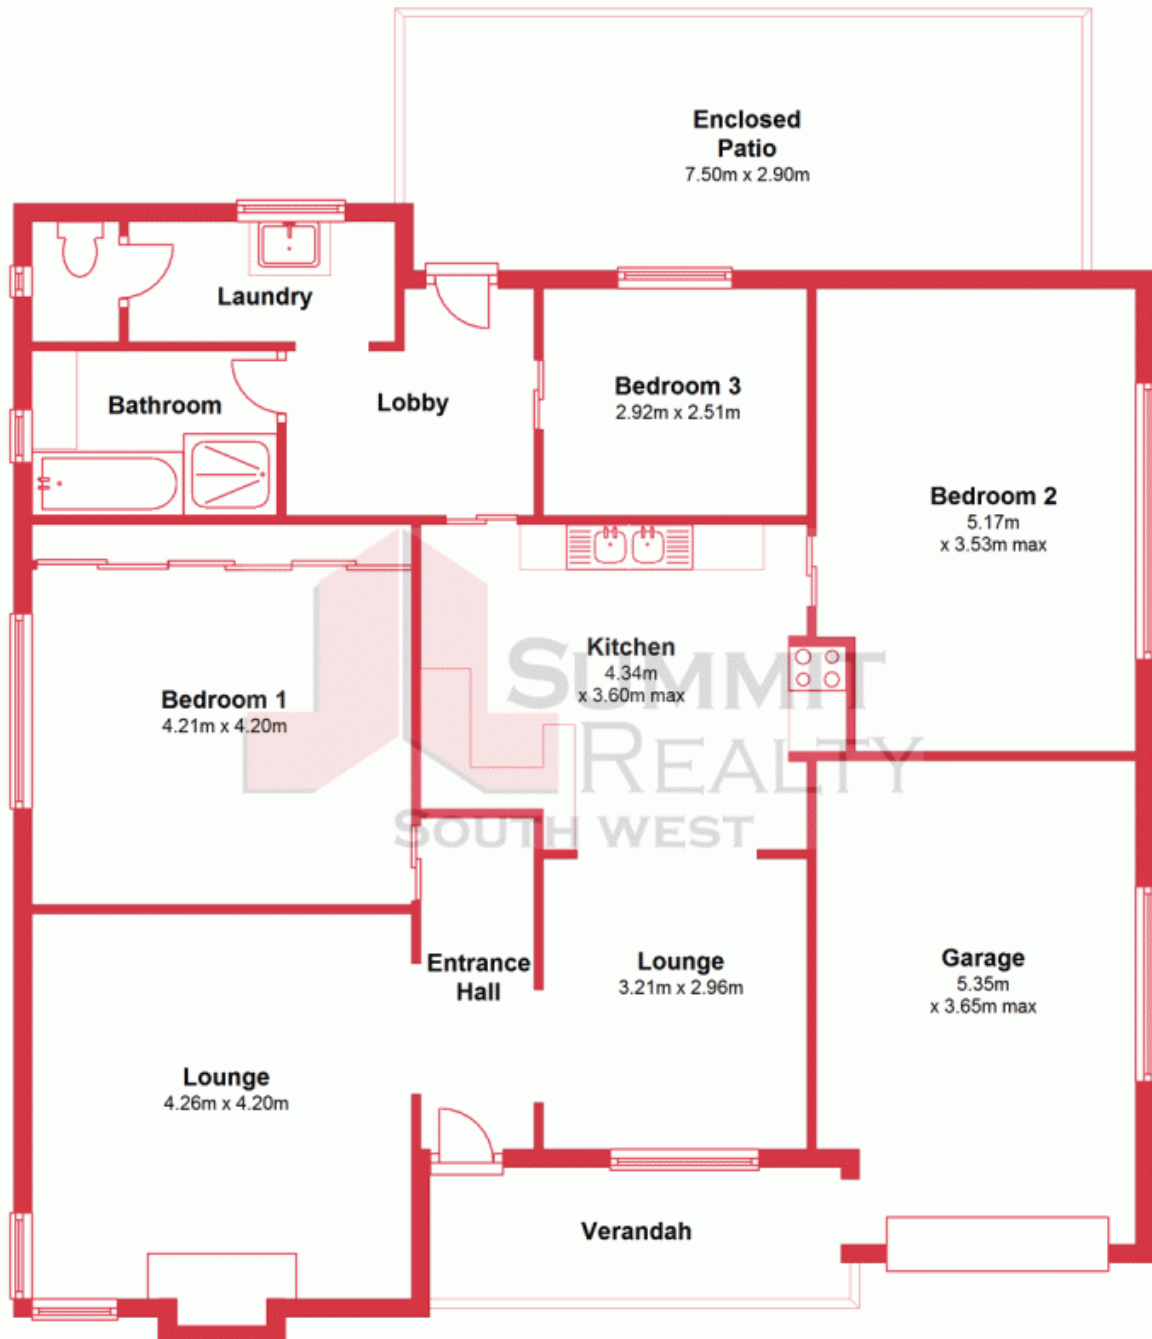 Enclosed
Patio
7.50m x 2.90m
Laundry
Bathroom
Lobby
Bedroom 3
2.92m x 2.51m
Bedroom 2
5.17m
x 3.53m max
Kitchen
4.34m
x 3.60m max
Bedroom 1
4.21m x 4.20m
SUMMIT
REALTY
SOUTH WEST
Entrance
Hall
Lounge
3.21m x 2.96m
Garage
5.35m
x 3.65m max
Lounge
4.26m x 4.20m
Verandah